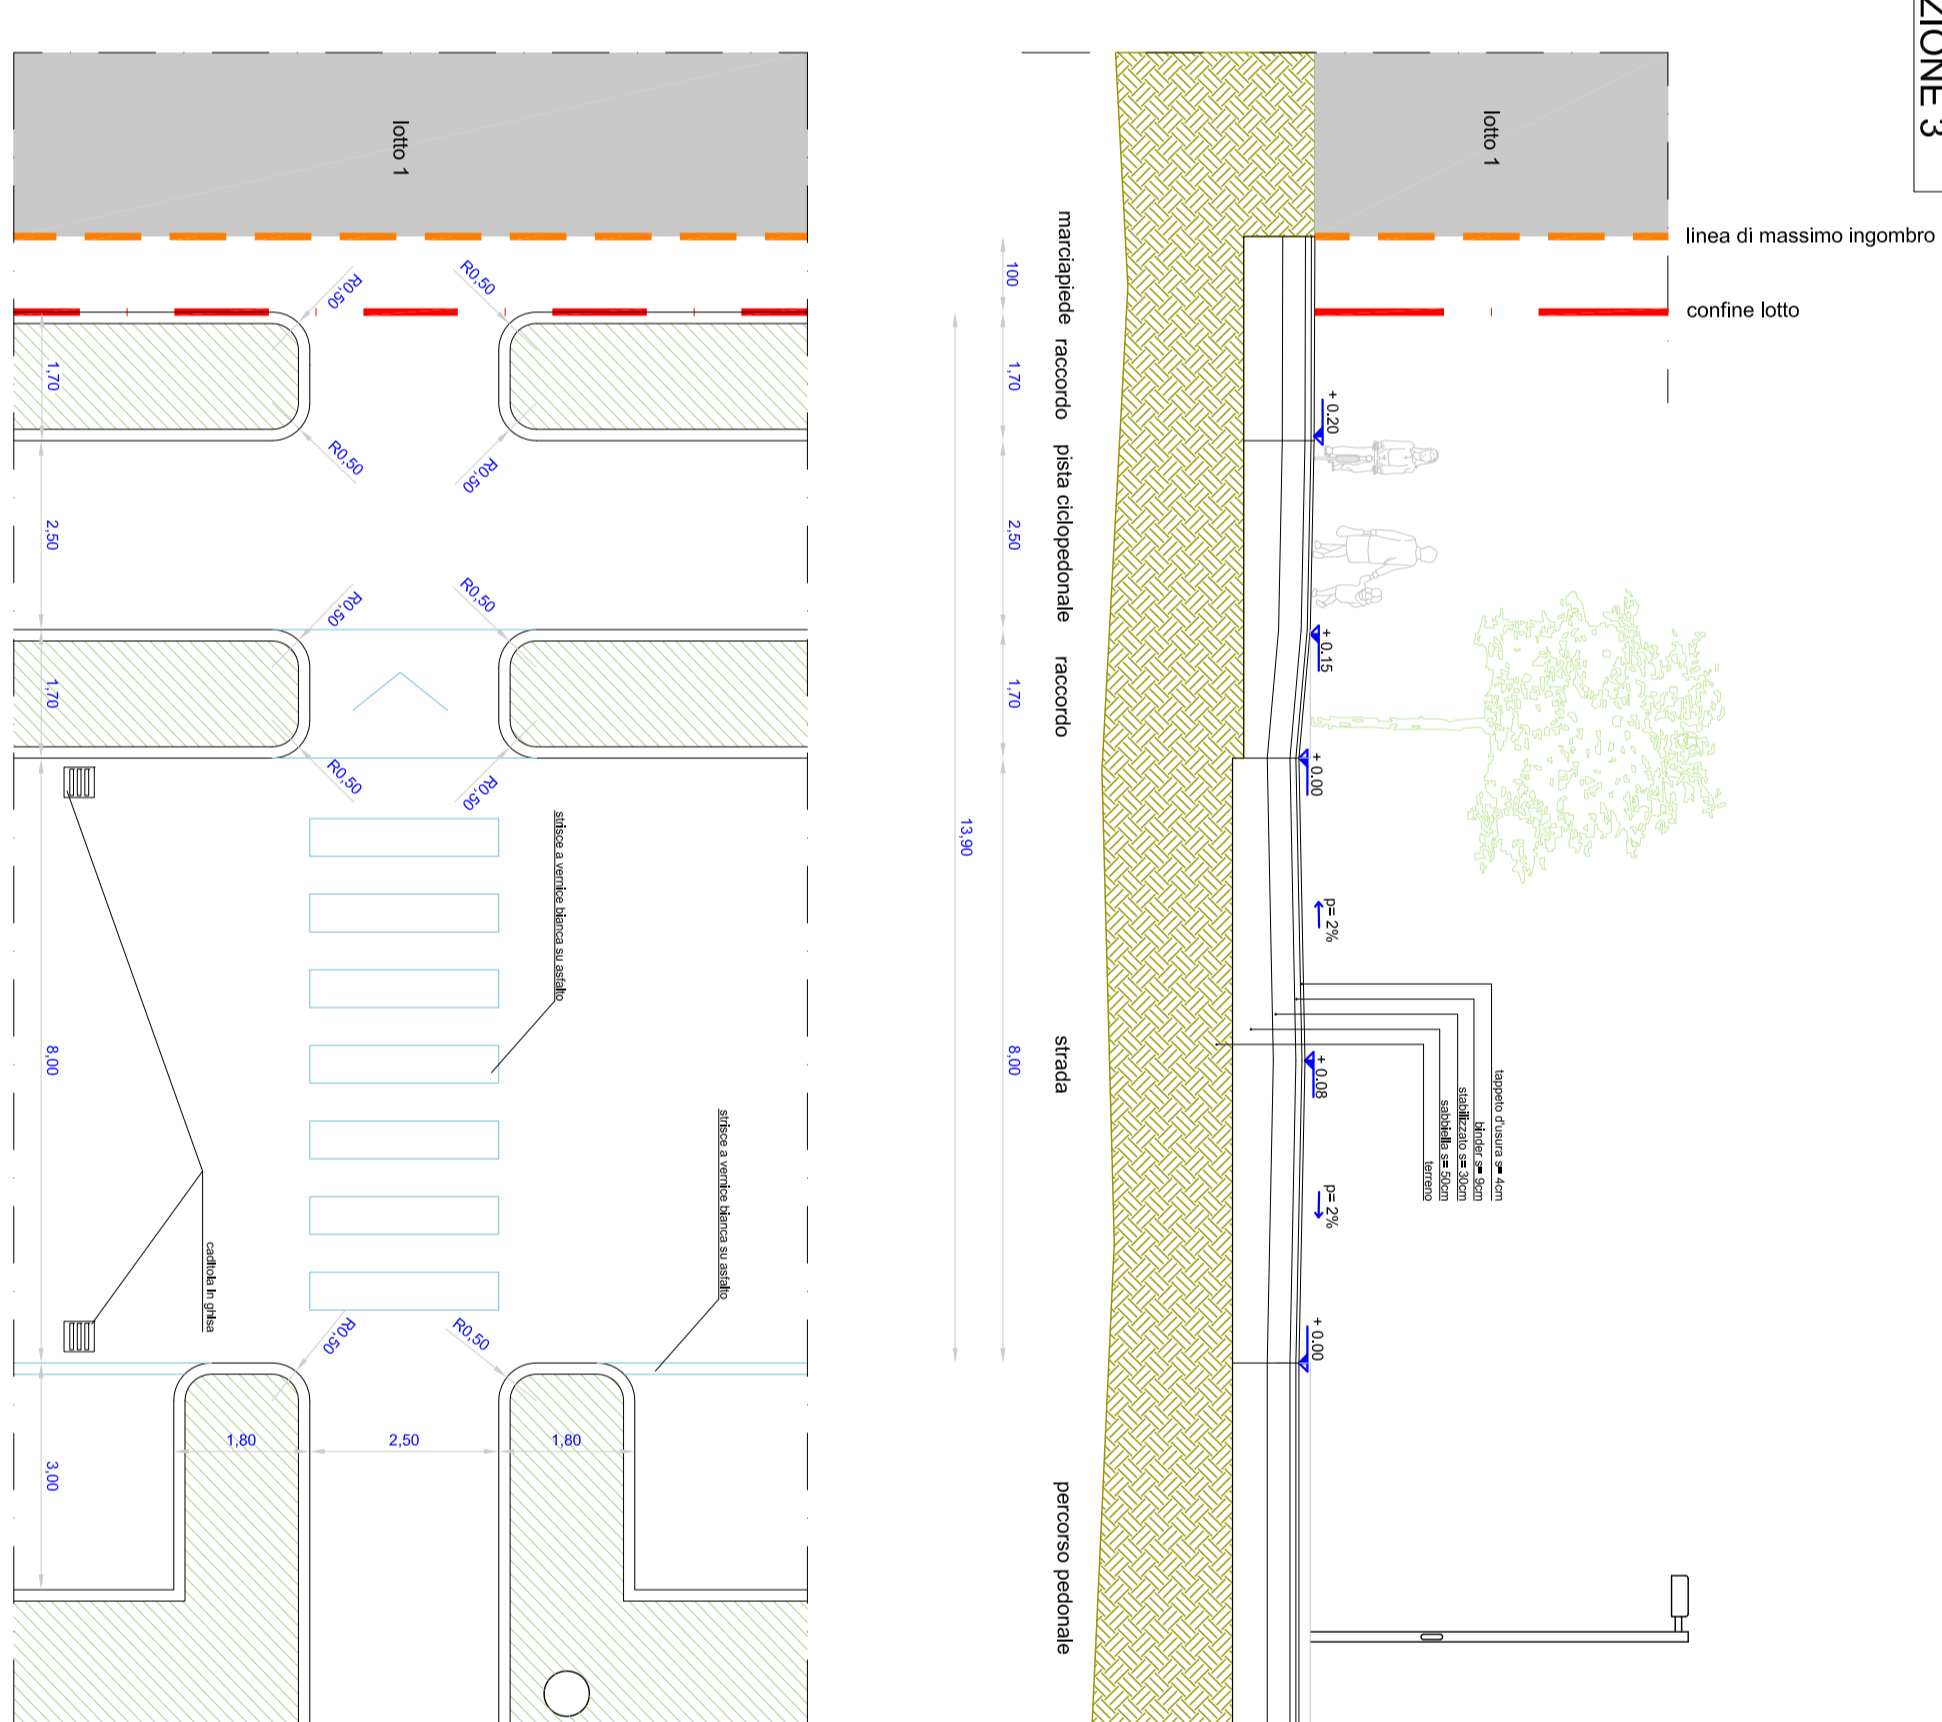 ZIONE 3
linea di massimo ingombro
confine lotto
lotto 1
+ 0.20
+ 0.15
+ 0.00
p= 2%
+ 0.08
p= 2%
+ 0.00
tappeto d'usura s= 4cm
binder s= 9cm
stabilizzato s= 30cm
sabbiella s= 50cm
terreno
marciapiede
raccordo
pista ciclopedonale
raccordo
strada
percorso pedonale
100
1,70
2,50
1,70
8,00
13,90
lotto 1
R0,50
R0,50
R0,50
R0,50
R0,50
R0,50
R0,50
R0,50
R0,50
R0,50
1,70
2,50
1,70
8,00
3,00
strisce a vernice bianca su asfalto
strisce a vernice bianca su asfalto
caditoia in ghisa
1,80
2,50
1,80